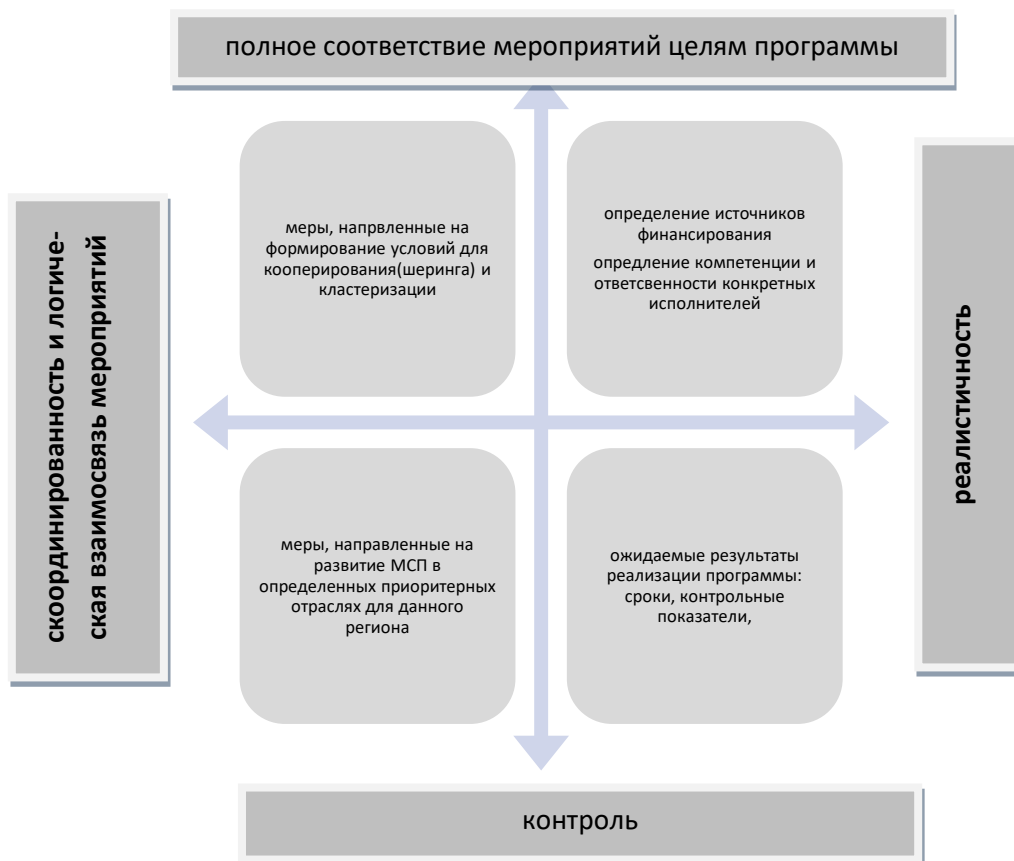 полное соответствие мероприятий целям программы
скоординированность и логиче-
ская взаимосвязь мероприятий
меры, напрвленные на
формирование условий для
кооперирования(шеринга) и
кластеризации
определение источников
финансирования
опредление компетенции и
ответсвенности конкретных
исполнителей
реалистичность
меры, направленные на
развитие МСП в
определенных приоритерных
отраслях для данного
региона
ожидаемые результаты
реализации программы:
сроки, контрольные
показатели,
контроль